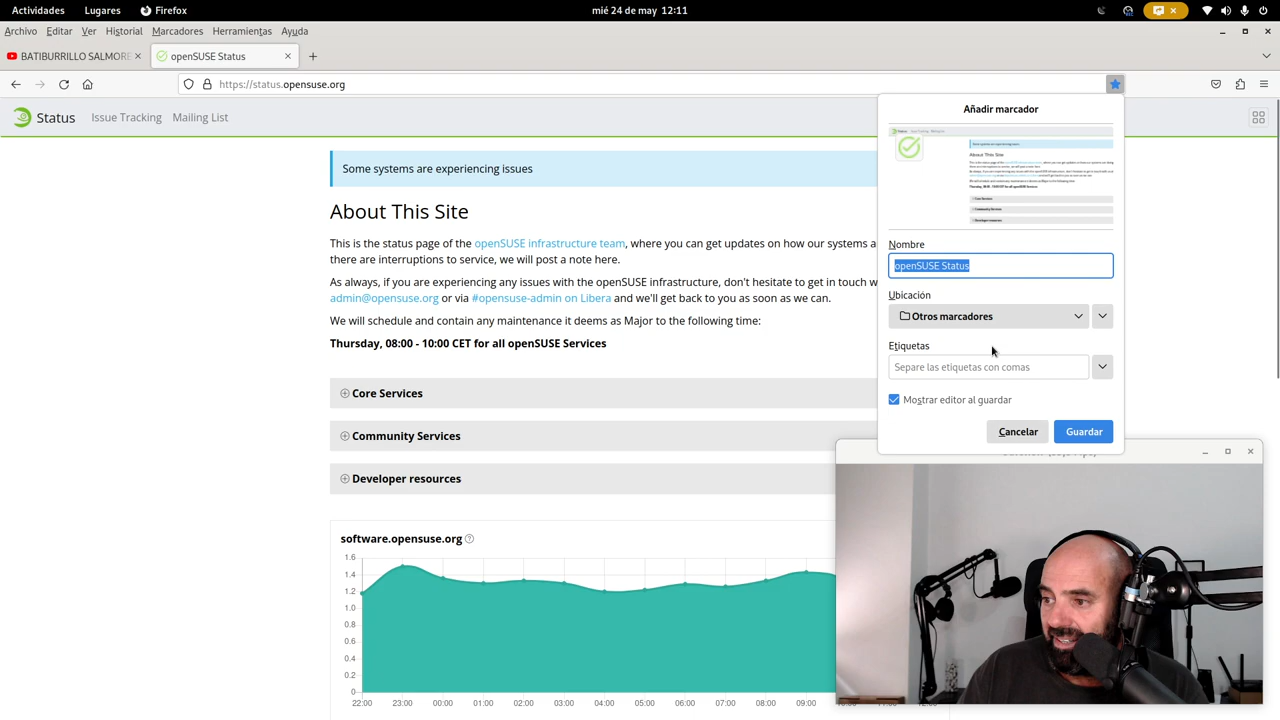 Actividades Lugares Firefox mié 24 de may 12:11
Archivo Editar Ver Historial Marcadores Herramientas Ayuda
BATIBURRILLO SALMORE openSUSE Status
https://status.opensuse.org
Status Issue Tracking Mailing List
Some systems are experiencing issues
About This Site
This is the status page of the openSUSE infrastructure team, where you can get updates on how our systems a
there are interruptions to service, we will post a note here.
As always, if you are experiencing any issues with the openSUSE infrastructure, don't hesitate to get in touch w
admin@opensuse.org or via #opensuse-admin on Libera and we'll get back to you as soon as we can.
We will schedule and contain any maintenance it deems as Major to the following time:
Thursday, 08:00 - 10:00 CET for all openSUSE Services
Core Services
Community Services
Developer resources
software.opensuse.org
1.6
1.4
1.2
1.0
0.8
0.6
0.4
0.2
0
22:00 23:00 00:00 01:00 02:00 03:00 04:00 05:00 06:00 07:00 08:00 09:00
Añadir marcador
Nombre
openSUSE Status
Ubicación
Otros marcadores
Etiquetas
Separe las etiquetas con comas
Mostrar editor al guardar
Cancelar Guardar